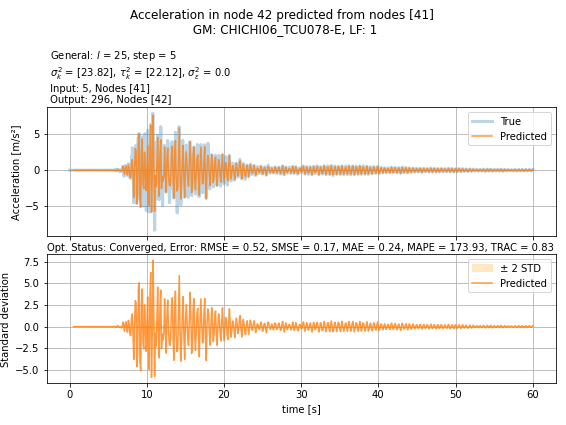 Acceleration in node 42 predicted from nodes [41]
GM: CHICHI06_TCU078-E, LF: 1
General: l = 25, step = 5
σ²ₖ = [23.82], τ²ₖ = [22.12], σ²ε = 0.0
Input: 5, Nodes [41]
Output: 296, Nodes [42]
Acceleration [m/s²]
5
0
−5
True
Predicted
Opt. Status: Converged, Error: RMSE = 0.52, SMSE = 0.17, MAE = 0.24, MAPE = 173.93, TRAC = 0.83
Standard deviation
7.5
5.0
2.5
0.0
−2.5
−5.0
± 2 STD
Predicted
0 10 20 30 40 50 60
time [s]